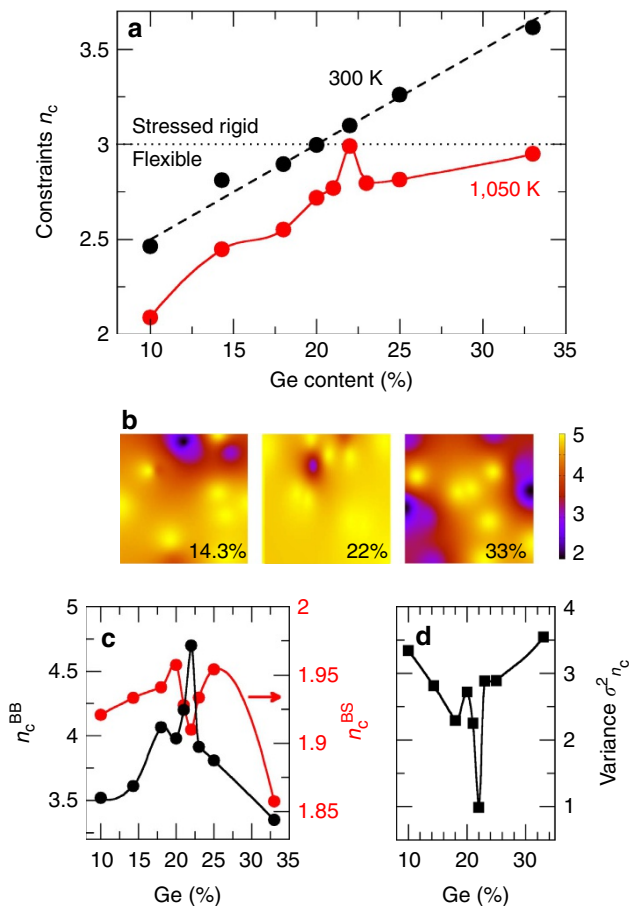 a
3.5
3
2.5
2
Constraints n_c
300 K
Stressed rigid
Flexible
1,050 K
10 15 20 25 30 35
Ge content (%)
b
14.3% 22% 33%
5
4
3
2
c
5
4.5
4
3.5
n_c^BB
2
1.95
1.9
1.85
n_c^BS
10 15 20 25 30 35
Ge (%)
d
4
3
2
1
Variance σ²n_c
10 20 30
Ge (%)